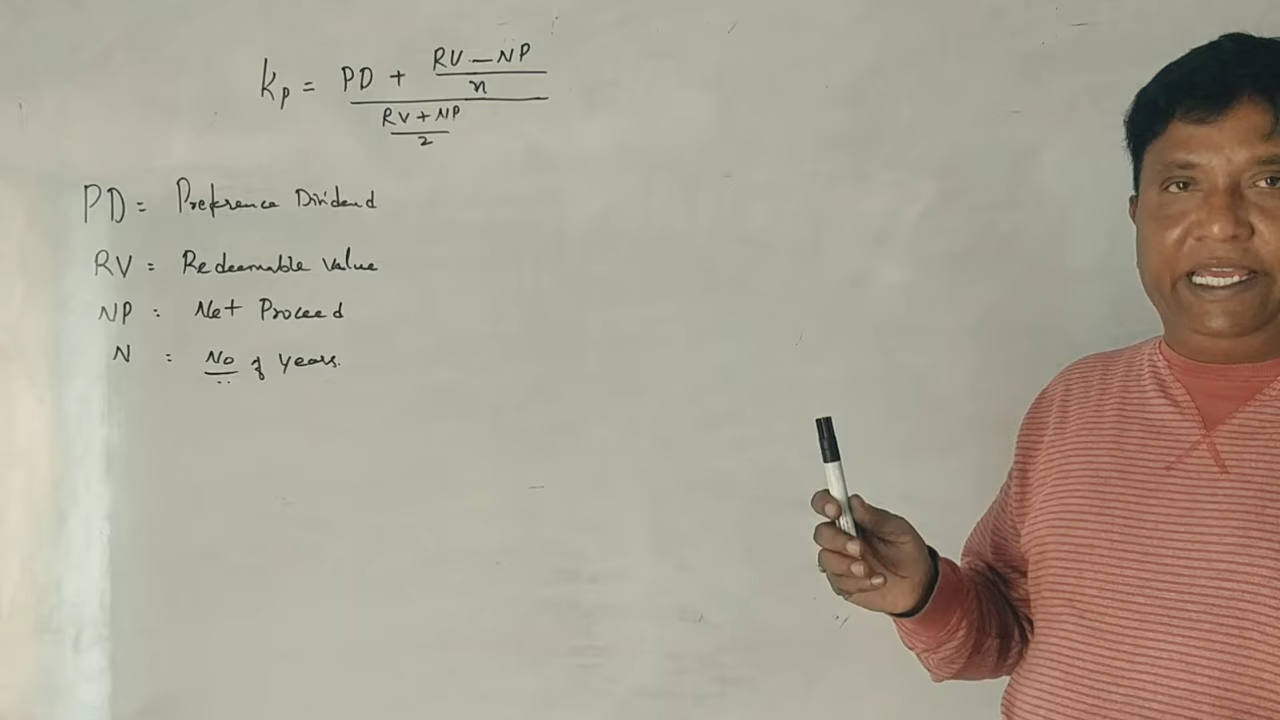 Kp = PD + RV - NP
n
RV + NP
2
PD = Preference Dividend
RV = Redeemable Value
NP = Net Proceed
N = No of years.